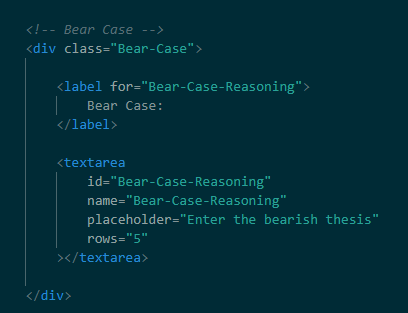 <!-- Bear Case -->
<div class="Bear-Case">
<label for="Bear-Case-Reasoning">
Bear Case:
</label>
<textarea
id="Bear-Case-Reasoning"
name="Bear-Case-Reasoning"
placeholder="Enter the bearish thesis"
rows="5"
></textarea>
</div>